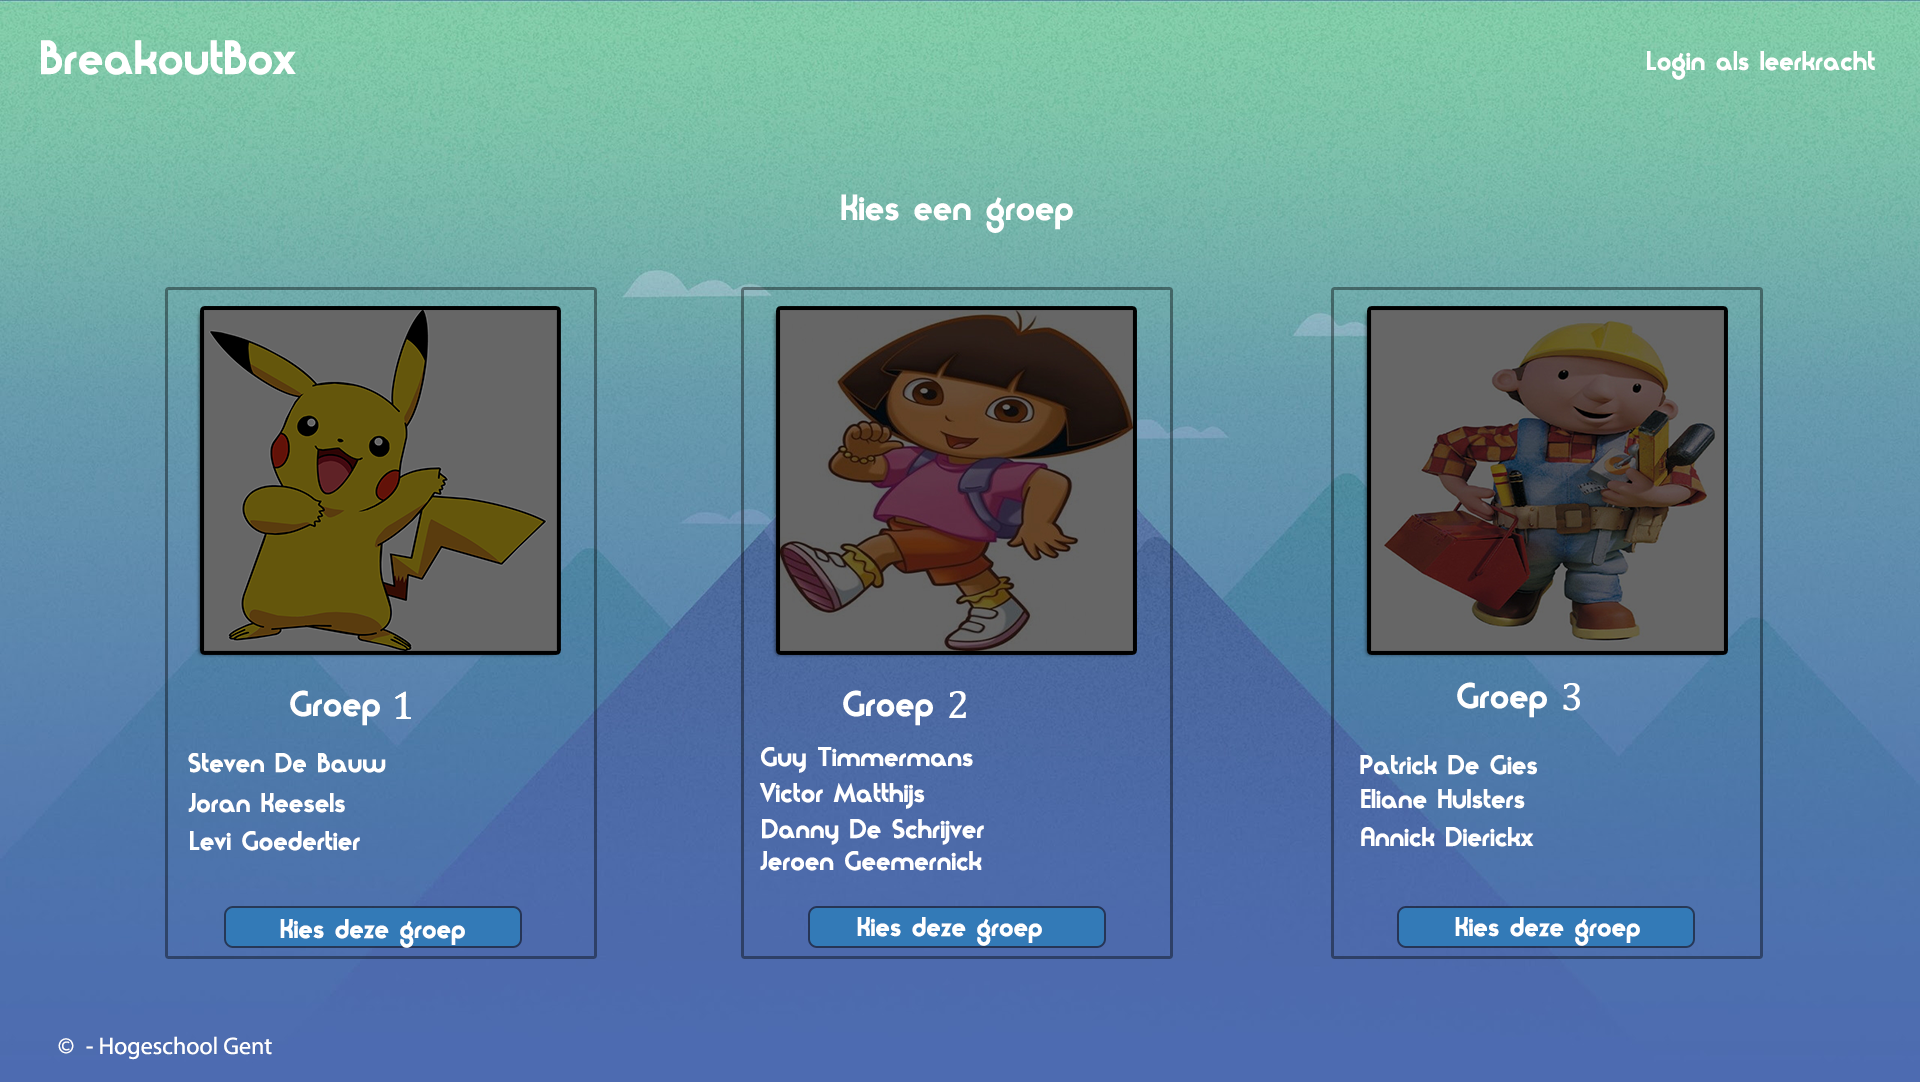 BreakoutBox
Login als leerkracht
Kies een groep
Groep 1
Steven De Bauw
Joran Keesels
Levi Goedertier
Kies deze groep
Groep 2
Guy Timmermans
Victor Matthijs
Danny De Schrijver
Jeroen Geemernick
Kies deze groep
Groep 3
Patrick De Gies
Eliane Hulsters
Annick Dierickx
Kies deze groep
© - Hogeschool Gent